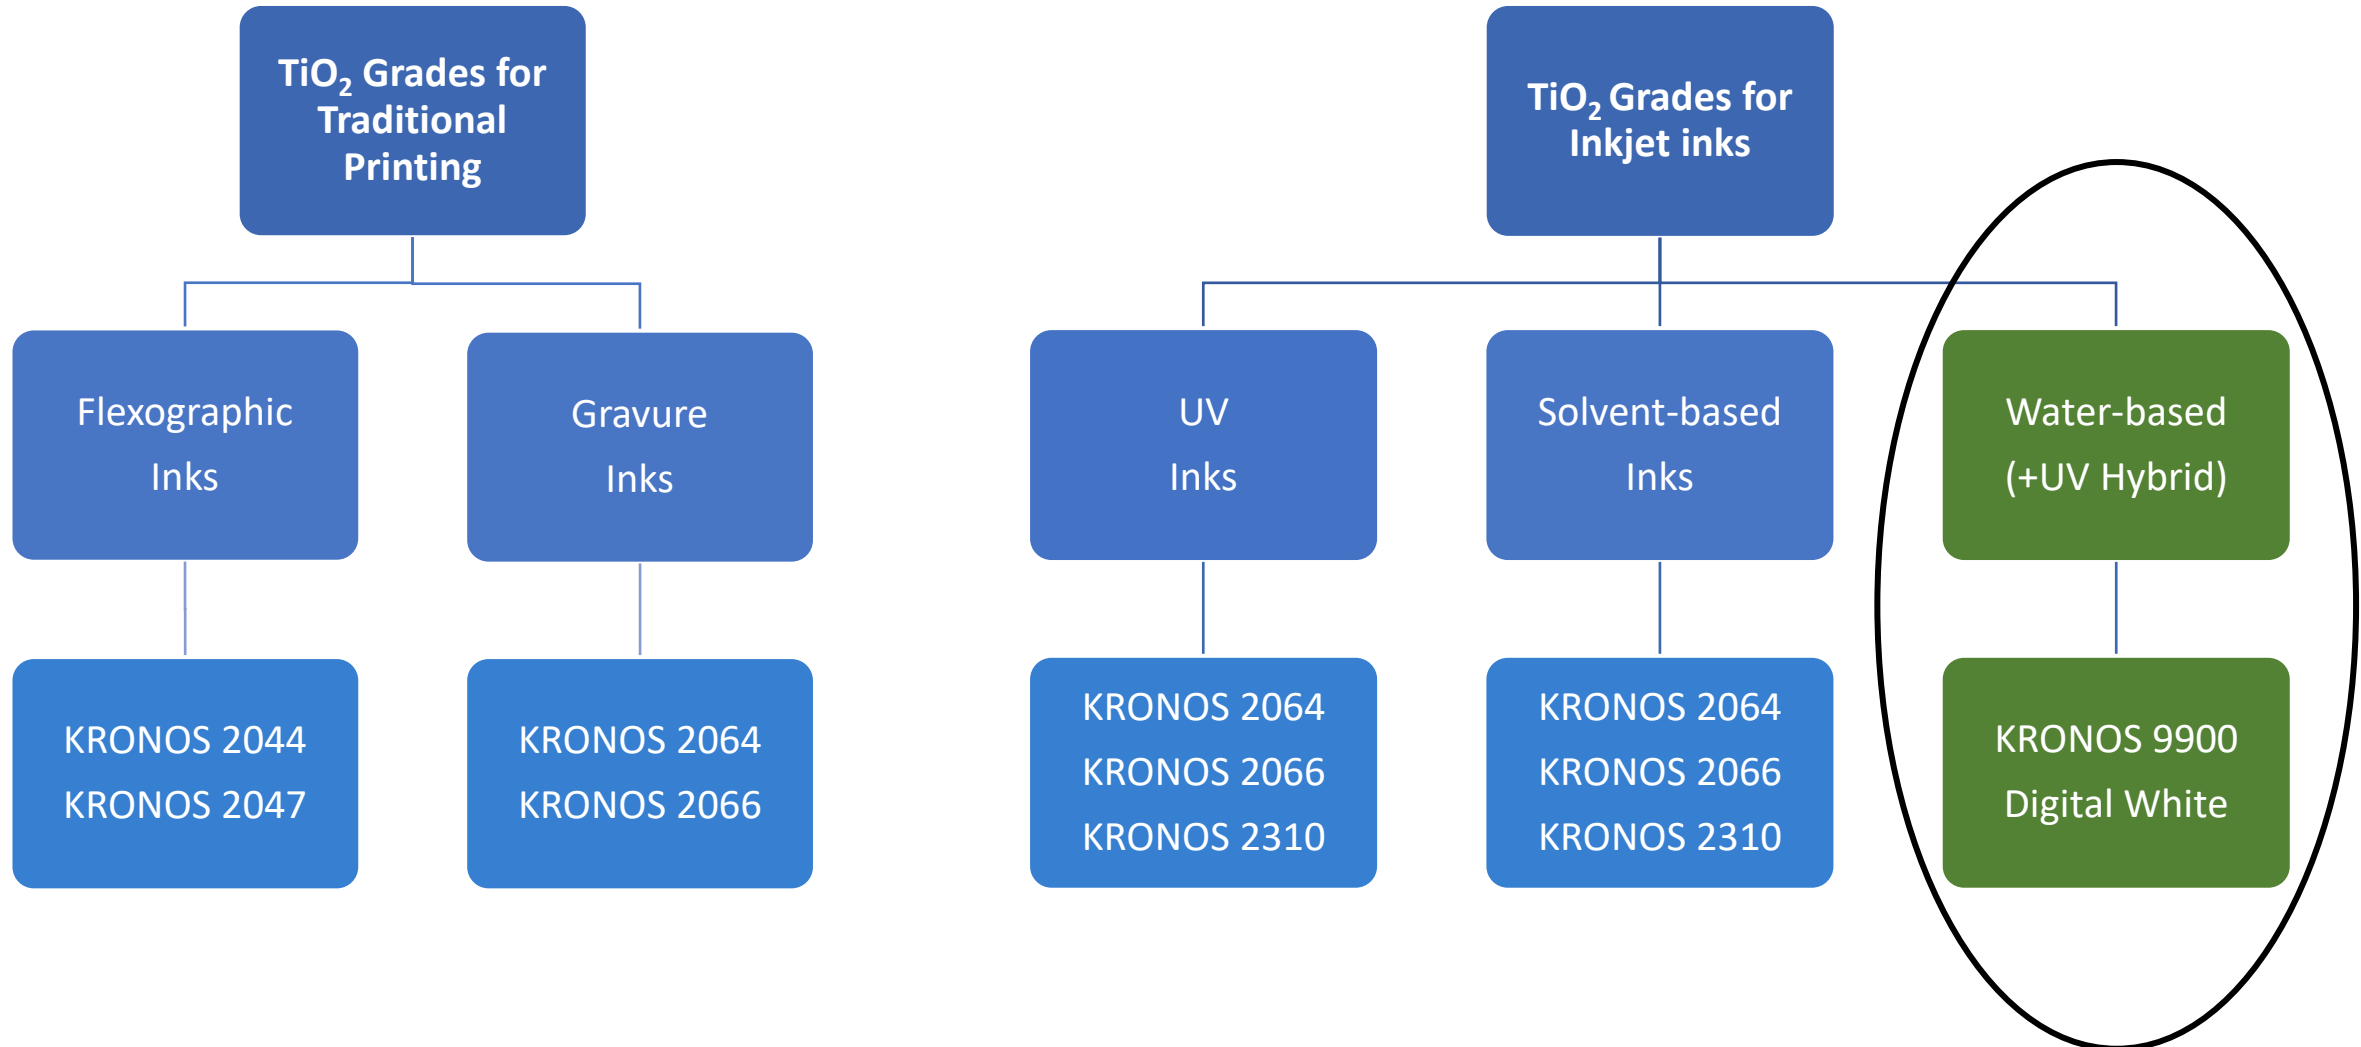 TiO₂ Grades for
Traditional
Printing
Flexographic
Inks
Gravure
Inks
KRONOS 2044
KRONOS 2047
KRONOS 2064
KRONOS 2066
TiO₂ Grades for
Inkjet inks
UV
Inks
Solvent-based
Inks
Water-based
(+UV Hybrid)
KRONOS 2064
KRONOS 2066
KRONOS 2310
KRONOS 2064
KRONOS 2066
KRONOS 2310
KRONOS 9900
Digital White